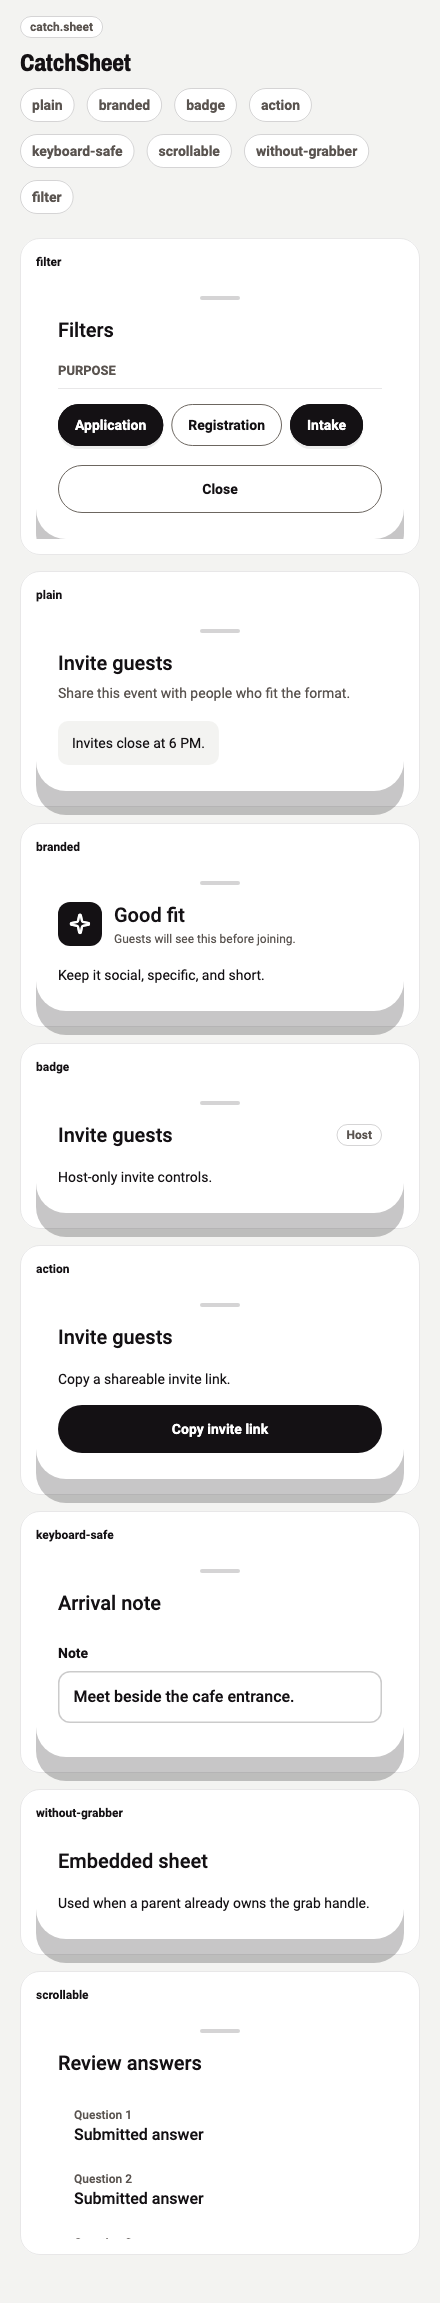 catch.sheet
CatchSheet
plain
branded
badge
action
keyboard-safe
scrollable
without-grabber
filter
filter
Filters
PURPOSE
Application
Registration
Intake
Close
plain
Invite guests
Share this event with people who fit the format.
Invites close at 6 PM.
branded
Good fit
Guests will see this before joining.
Keep it social, specific, and short.
badge
Invite guests
Host
Host-only invite controls.
action
Invite guests
Copy a shareable invite link.
Copy invite link
keyboard-safe
Arrival note
Note
Meet beside the cafe entrance.
without-grabber
Embedded sheet
Used when a parent already owns the grab handle.
scrollable
Review answers
Question 1
Submitted answer
Question 2
Submitted answer